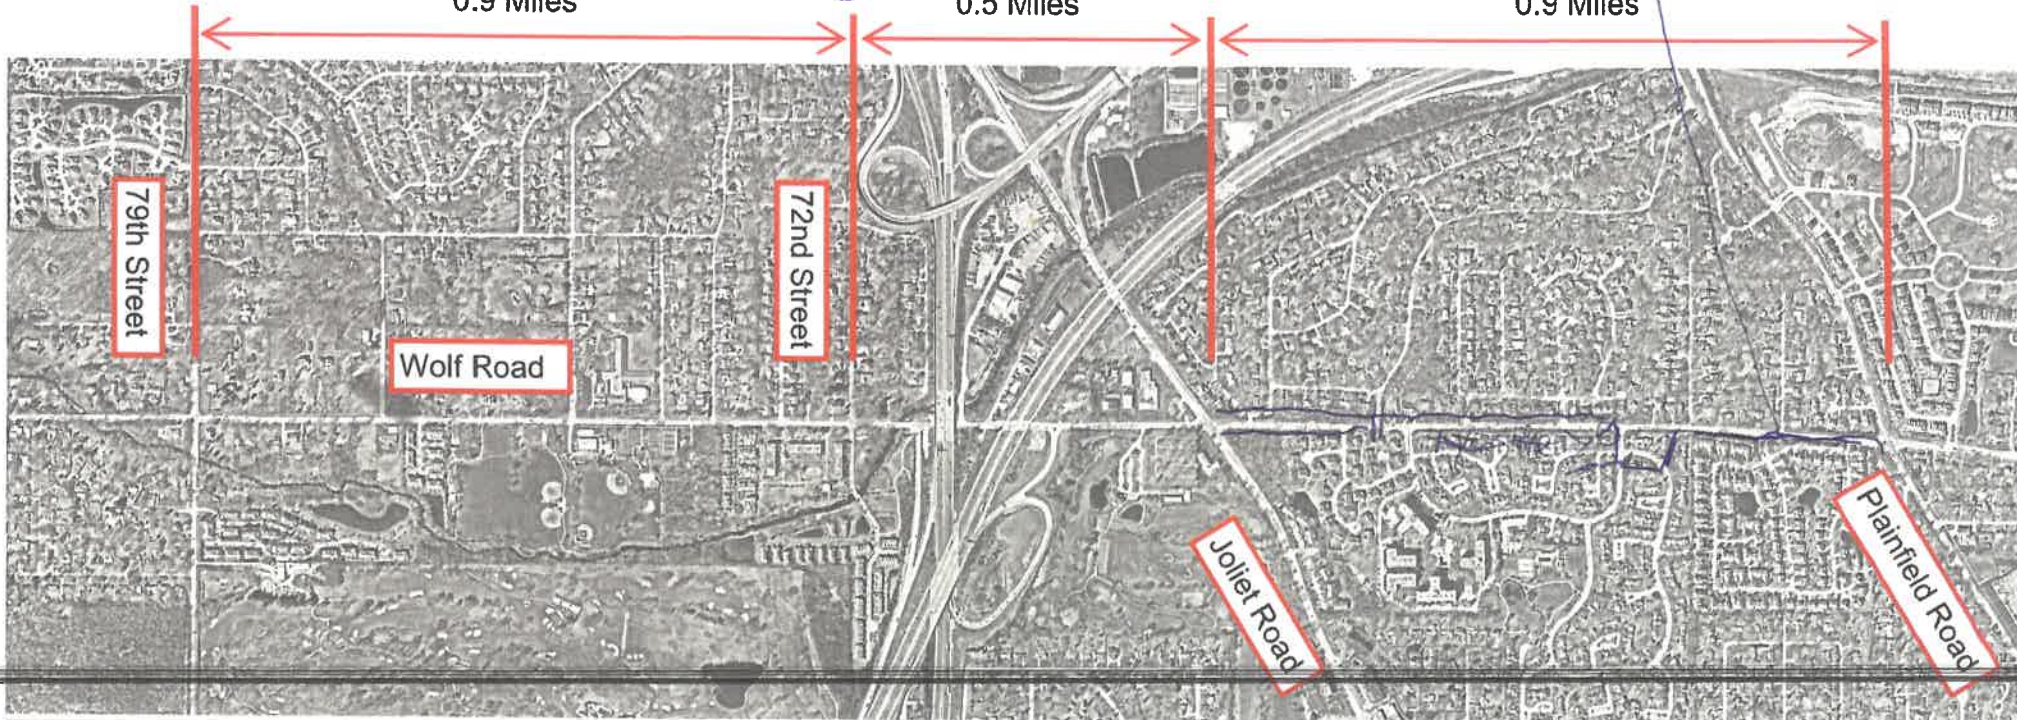 0.9 Miles
0.5 Miles
0.9 Miles
79th Street
72nd Street
Wolf Road
Joliet Road
Plainfield Road